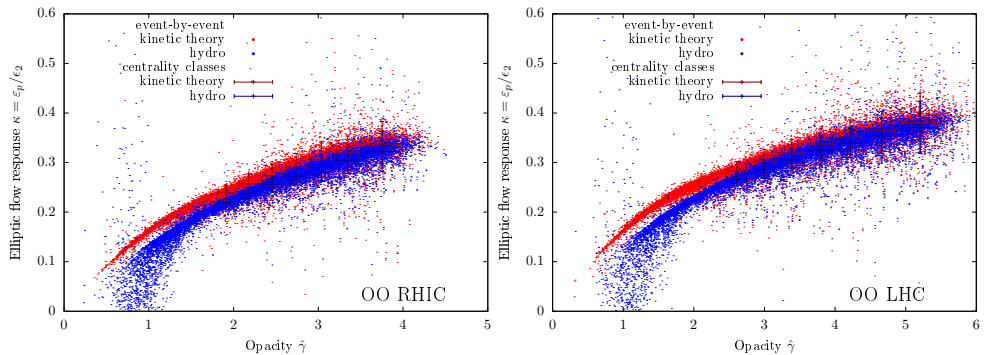 0.6
0.5
0.4
0.3
0.2
0.1
0
0 1 2 3 4 5
Elliptic flow response κ = ε_p/ϵ_2
Opacity γ̂
event-by-event
kinetic theory
hydro
centrality classes
kinetic theory
hydro
OO RHIC
0.6
0.5
0.4
0.3
0.2
0.1
0
0 1 2 3 4 5 6
Elliptic flow response κ = ε_p/ϵ_2
Opacity γ̂
event-by-event
kinetic theory
hydro
centrality classes
kinetic theory
hydro
OO LHC